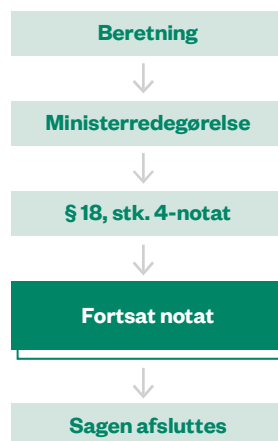 Beretning
Ministerredegørelse
§ 18, stk. 4-notat
Fortsat notat
Sagen afsluttes